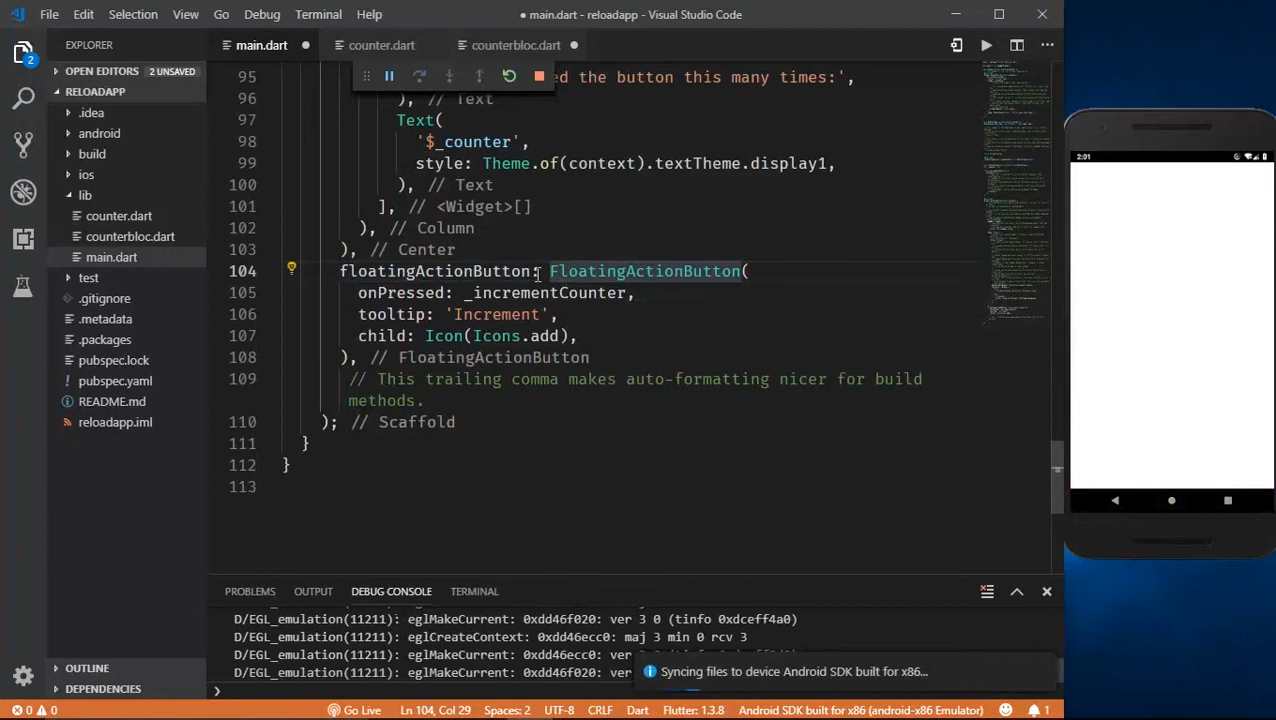 File Edit Selection View Go Debug Terminal Help
● main.dart - reloadapp - Visual Studio Code
EXPLORER
main.dart counter.dart counterbloc.dart
2
OPEN EDITORS 2 UNSAVED
RELOADAPP
.idea
android
build
ios
lib
counter.dart
counterbloc.dart
main.dart
test
.gitignore
.metadata
.packages
pubspec.lock
pubspec.yaml
README.md
reloadapp.iml
OUTLINE
DEPENDENCIES
95 the button this many times:',
96 // Text
97 Text(
98 '$_counter',
99 style: Theme.of(context).textTheme.display1,
100 // Text
101 ], // <Widget>[]
102 ), // Column
103 // Center
104 floatingActionButton: FloatingActionButton(
105 onPressed: _incrementCounter,
106 tooltip: 'Increment',
107 child: Icon(Icons.add),
108 ), // FloatingActionButton
109 // This trailing comma makes auto-formatting nicer for build
methods.
110 ); // Scaffold
111 }
112 }
113
PROBLEMS OUTPUT DEBUG CONSOLE TERMINAL
D/EGL_emulation(11211): eglMakeCurrent: 0xdd46f020: ver 3 0 (tinfo 0xdceff4a0)
D/EGL_emulation(11211): eglCreateContext: 0xdd46ecc0: maj 3 min 0 rcv 3
D/EGL_emulation(11211): eglMakeCurrent: 0xdd46ecc0:
D/EGL_emulation(11211): eglMakeCurrent: 0xdd46f020:
Syncing files to device Android SDK built for x86...
0 0 Go Live Ln 104, Col 29 Spaces: 2 UTF-8 CRLF Dart Flutter: 1.3.8 Android SDK built for x86 (android-x86 Emulator) 1
2:01